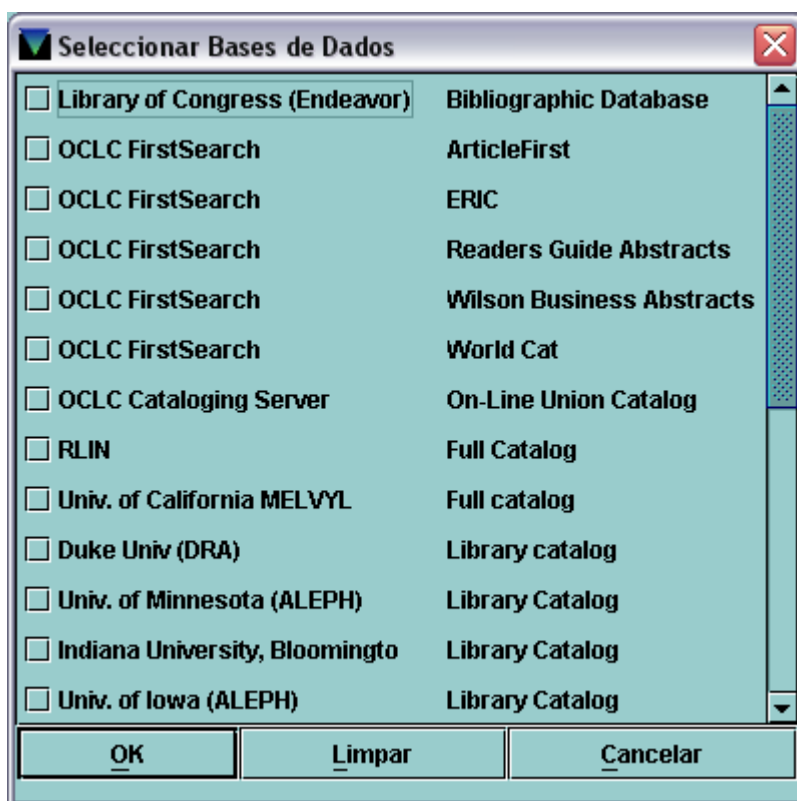 Seleccionar Bases de Dados
Library of Congress (Endeavor) Bibliographic Database
OCLC FirstSearch ArticleFirst
OCLC FirstSearch ERIC
OCLC FirstSearch Readers Guide Abstracts
OCLC FirstSearch Wilson Business Abstracts
OCLC FirstSearch World Cat
OCLC Cataloging Server On-Line Union Catalog
RLIN Full Catalog
Univ. of California MELVYL Full catalog
Duke Univ (DRA) Library catalog
Univ. of Minnesota (ALEPH) Library Catalog
Indiana University, Bloomingto Library Catalog
Univ. of Iowa (ALEPH) Library Catalog
OK Limpar Cancelar